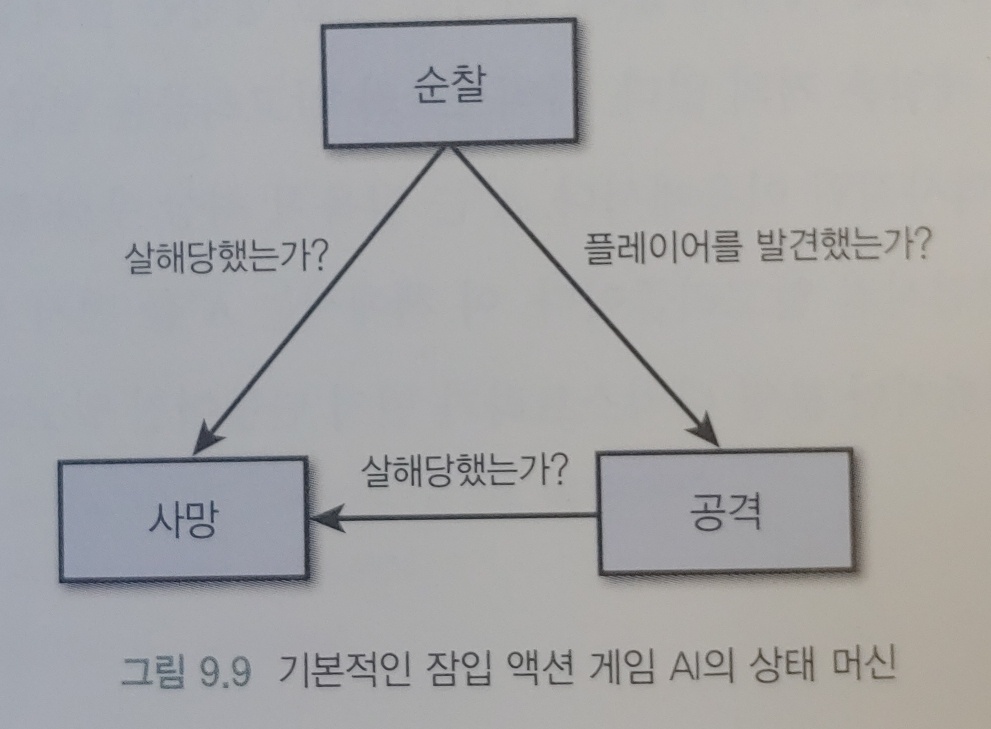 순찰
살해당했는가?
플레이어를 발견했는가?
살해당했는가?
사망
공격
그림 9.9 기본적인 잠입 액션 게임 AI의 상태 머신